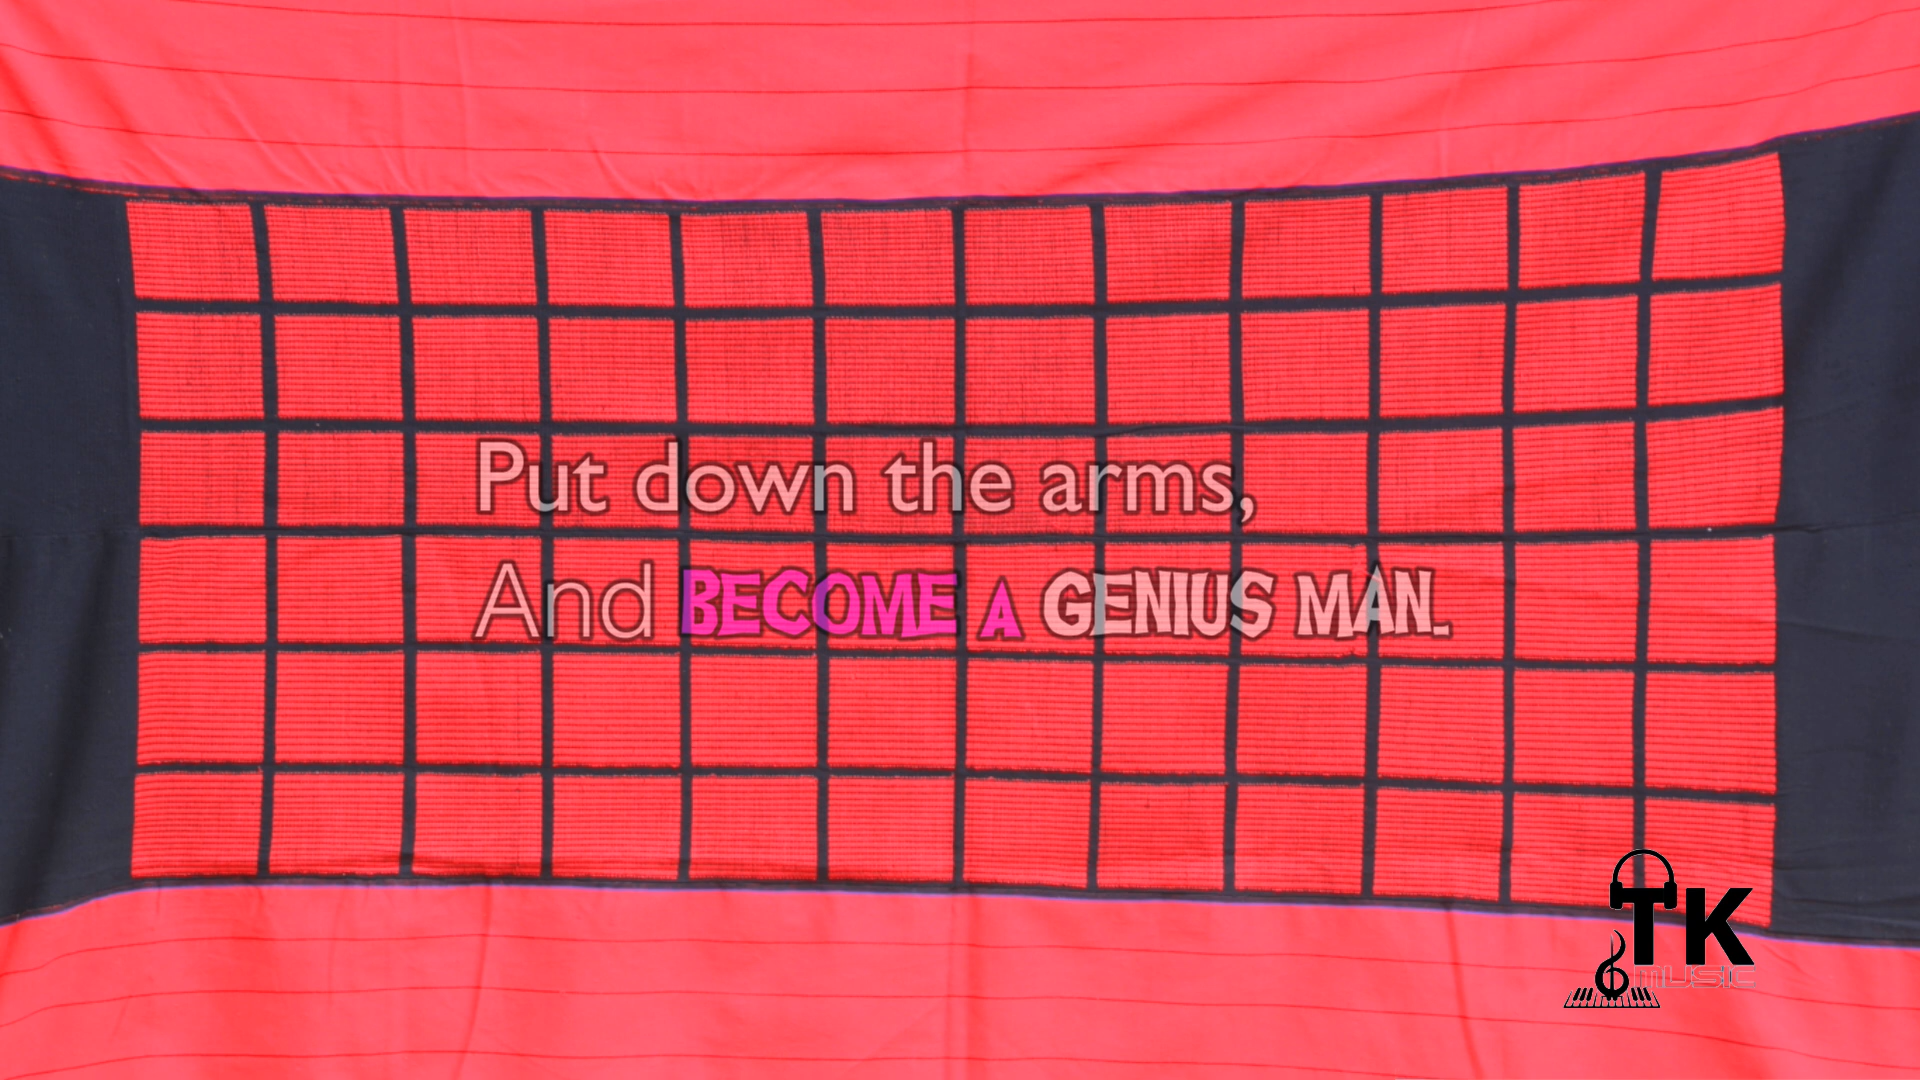 Put down the arms,
And BECOME A GENIUS MAN.
TK
MUSIC